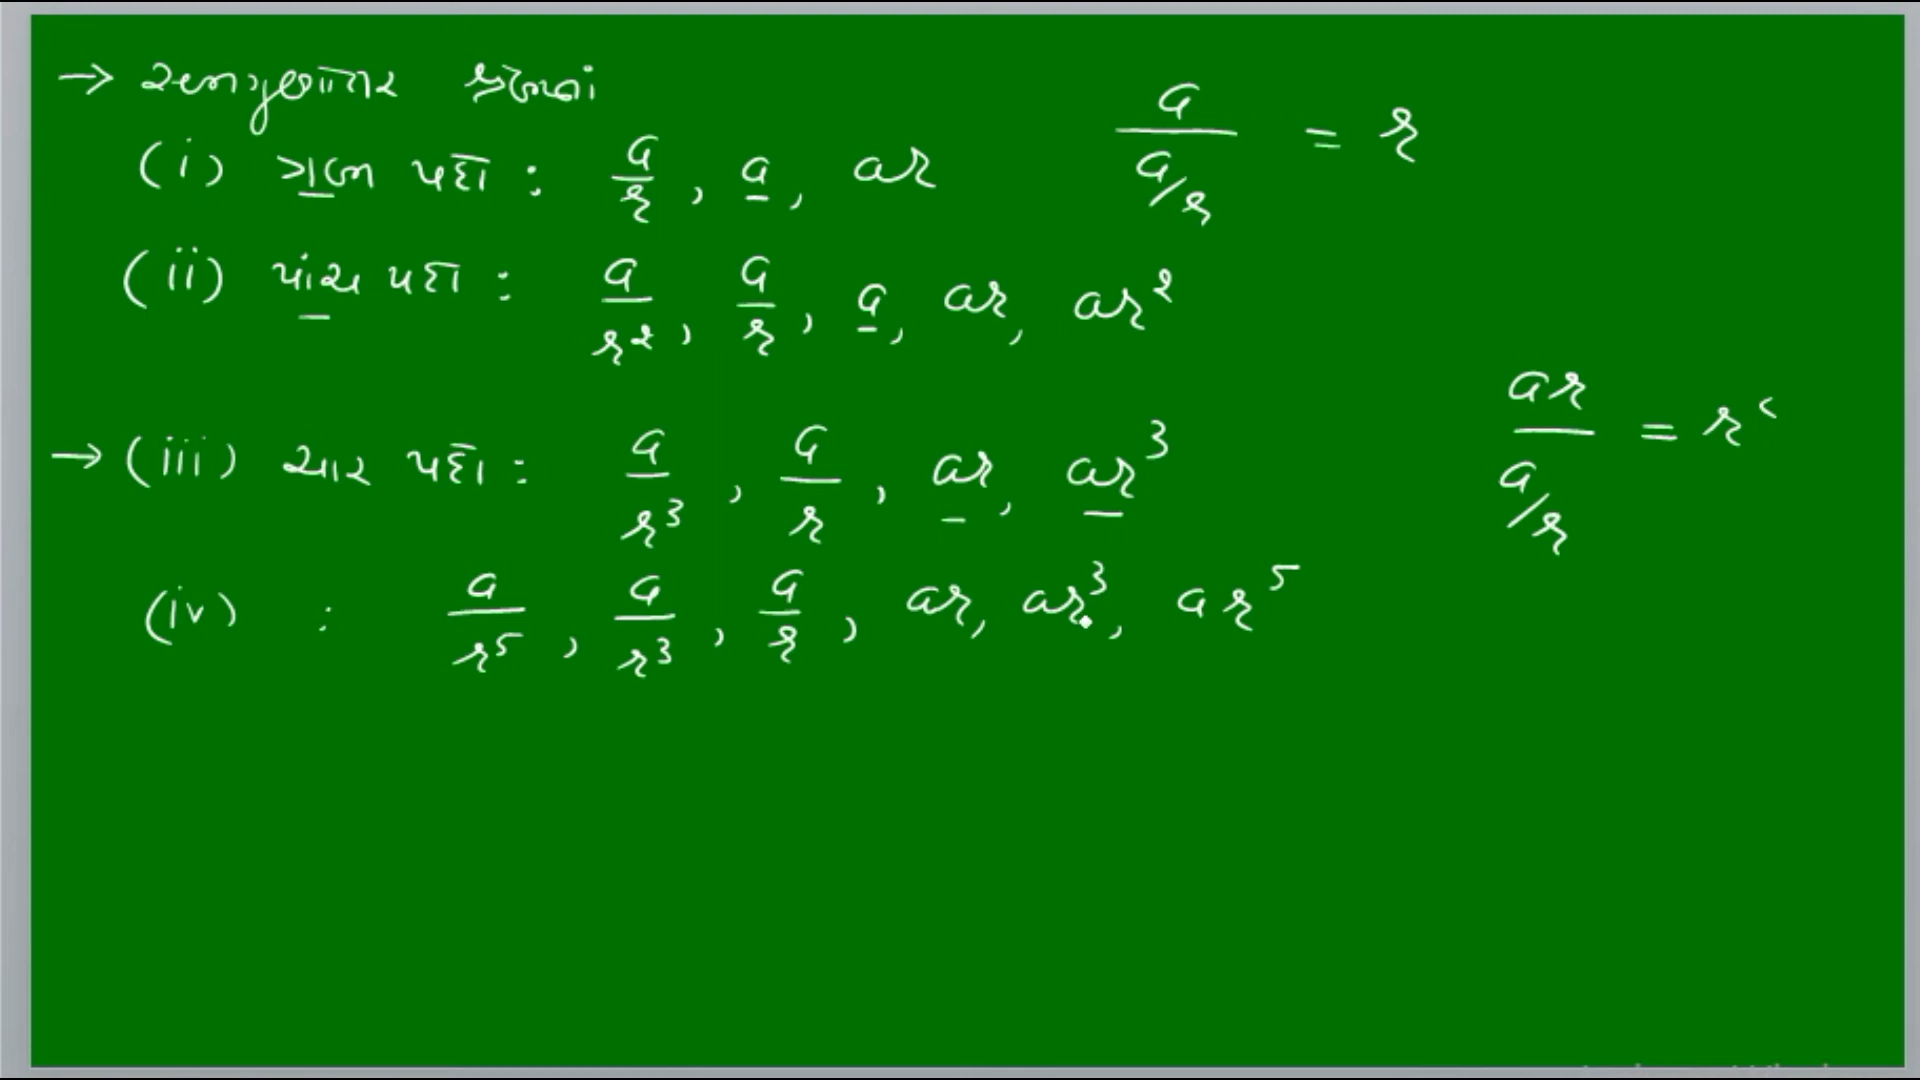 → સમગુણોત્તર શ્રેણીમાં
(i) ત્રણ પદો : a/r , a , ar
a / (a/r) = r
(ii) પાંચ પદો : a/r² , a/r , a , ar , ar²
→ (iii) ચાર પદો : a/r³ , a/r , ar , ar³
ar / (a/r) = r
(iv) : a/r⁵ , a/r³ , a/r , ar , ar³ , ar⁵